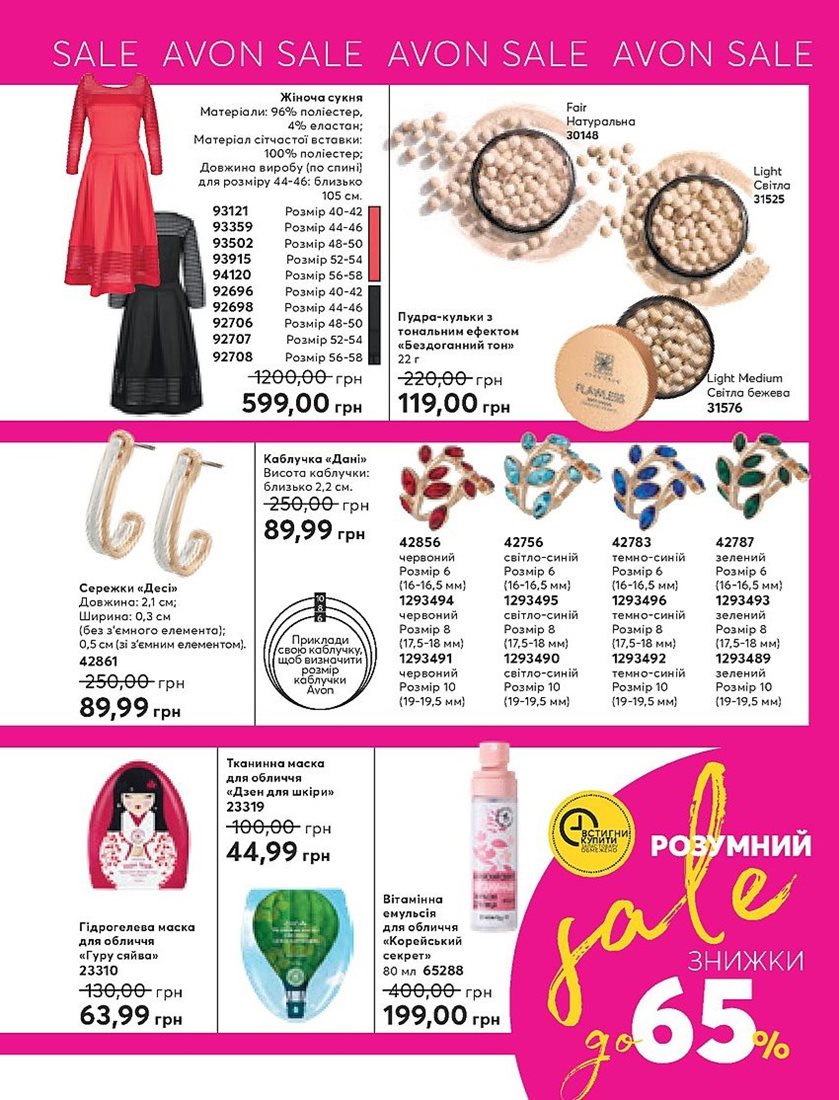 SALE AVON SALE AVON SALE AVON SALE
Жіноча сукня
Матеріали: 96% поліестер,
4% еластан;
Матеріал сітчастої вставки:
100% поліестер;
Довжина виробу (по спині)
для розміру 44-46: близько
105 см.
93121 Розмір 40-42
93359 Розмір 44-46
93502 Розмір 48-50
93915 Розмір 52-54
94120 Розмір 56-58
92696 Розмір 40-42
92698 Розмір 44-46
92706 Розмір 48-50
92707 Розмір 52-54
92708 Розмір 56-58
1200,00 грн
599,00 грн
Fair
Натуральна
30148
Light
Світла
31525
Пудра-кульки з
тональним ефектом
«Бездоганний тон»
22 г
220,00 грн
119,00 грн
FLAWLESS
Light Medium
Світла бежева
31576
Сережки «Десі»
Довжина: 2,1 см;
Ширина: 0,3 см
(без з'ємного елемента);
0,5 см (зі з'ємним елементом).
42861
250,00 грн
89,99 грн
Каблучка «Дані»
Висота каблучки:
близько 2,2 см.
250,00 грн
89,99 грн
10
8
6
Приклади
свою каблучку,
щоб визначити
розмір
каблучки
Avon
42856
червоний
Розмір 6
(16-16,5 мм)
1293494
червоний
Розмір 8
(17,5-18 мм)
1293491
червоний
Розмір 10
(19-19,5 мм)
42756
світло-синій
Розмір 6
(16-16,5 мм)
1293495
світло-синій
Розмір 8
(17,5-18 мм)
1293490
світло-синій
Розмір 10
(19-19,5 мм)
42783
темно-синій
Розмір 6
(16-16,5 мм)
1293496
темно-синій
Розмір 8
(17,5-18 мм)
1293492
темно-синій
Розмір 10
(19-19,5 мм)
42787
зелений
Розмір 6
(16-16,5 мм)
1293493
зелений
Розмір 8
(17,5-18 мм)
1293489
зелений
Розмір 10
(19-19,5 мм)
Гідрогелева маска
для обличчя
«Гуру сяйва»
23310
130,00 грн
63,99 грн
Тканинна маска
для обличчя
«Дзен для шкіри»
23319
100,00 грн
44,99 грн
Вітамінна
емульсія
для обличчя
«Корейський
секрет»
80 мл 65288
400,00 грн
199,00 грн
ВСТИГНИ
КУПИТИ
ОБМЕЖЕНО
РОЗУМНИЙ
sale
ЗНИЖКИ
до 65%